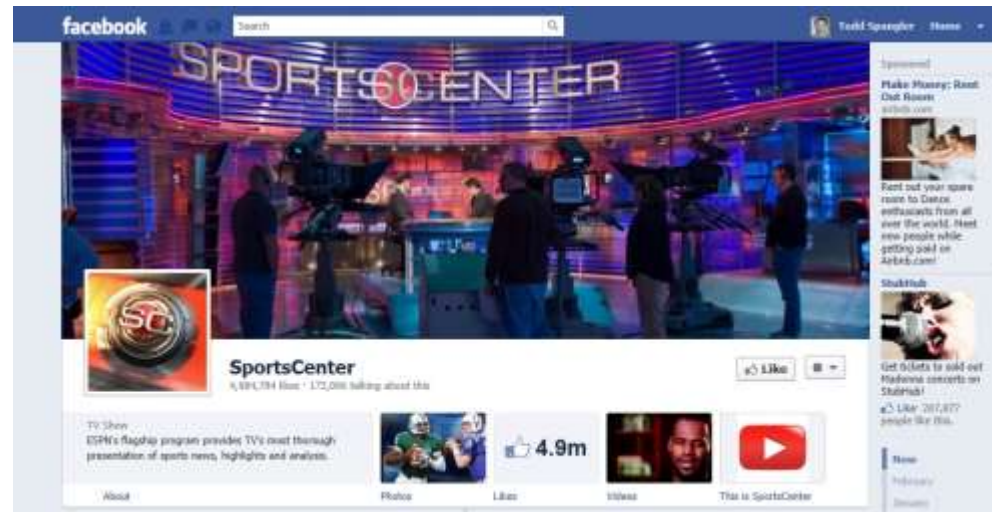 facebook
Search
Todd Spangler Home
SPORTSCENTER
SC
SportsCenter
likes · talking about this
Like
TV Show
ESPN's flagship program provides TV's most thorough
presentation of sports news, highlights and analysis.
About
Photos
4.9m
Likes
Videos
This is SportsCenter
Sponsored
Make Money: Rent
Out Room
airbnb.com
Rent out your spare
room to Dance
enthusiasts from all
over the world. Meet
new people while
getting paid on
Airbnb.com!
StubHub
Get tickets to sold out
Madonna concerts on
StubHub!
Like
people like this.
Now
February
January